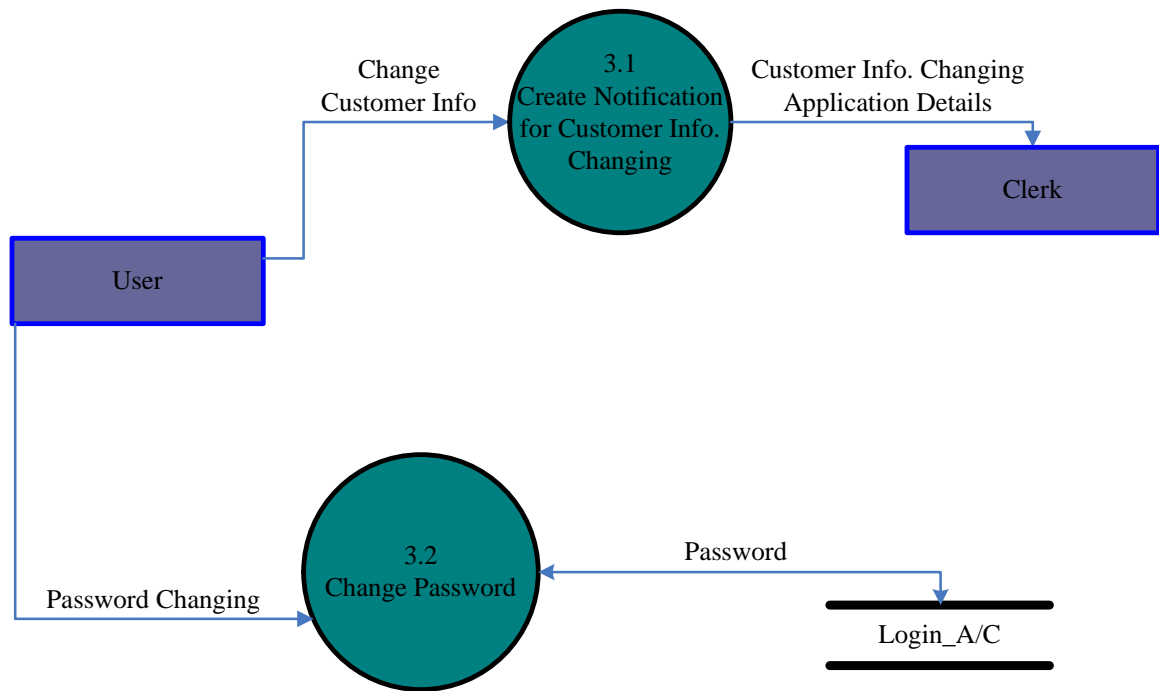 Change
Customer Info
3.1
Create Notification
for Customer Info.
Changing
Customer Info. Changing
Application Details
Clerk
User
3.2
Change Password
Password
Password Changing
Login_A/C